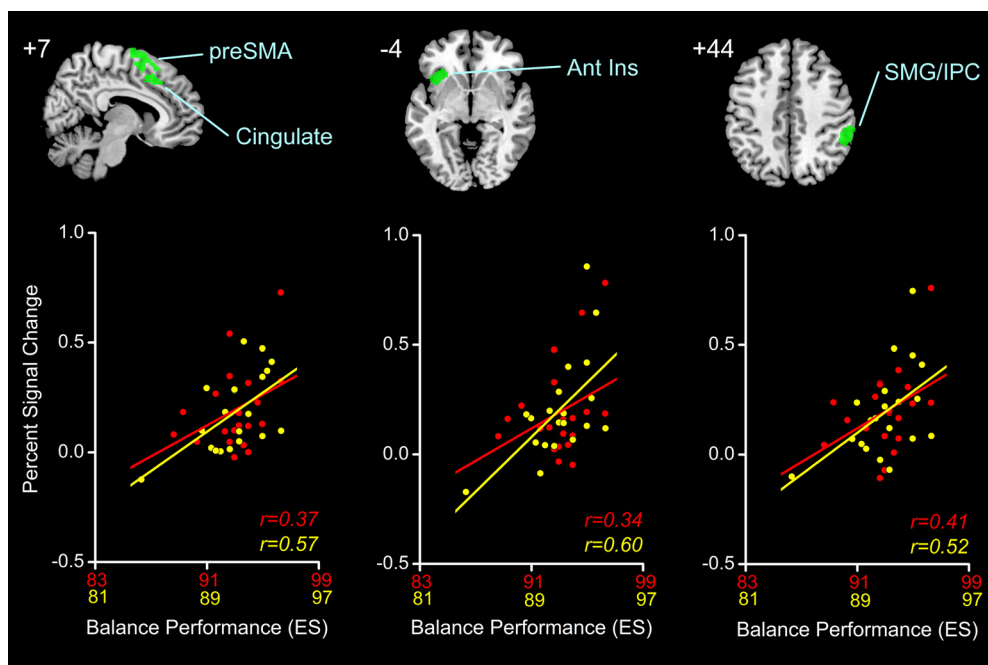 +7
preSMA
Cingulate
-4
Ant Ins
+44
SMG/IPC
Percent Signal Change
1.0
0.5
0.0
-0.5
r=0.37
r=0.57
83 91 99
81 89 97
Balance Performance (ES)
1.0
0.5
0.0
-0.5
r=0.34
r=0.60
83 91 99
81 89 97
Balance Performance (ES)
1.0
0.5
0.0
-0.5
r=0.41
r=0.52
83 91 99
81 89 97
Balance Performance (ES)